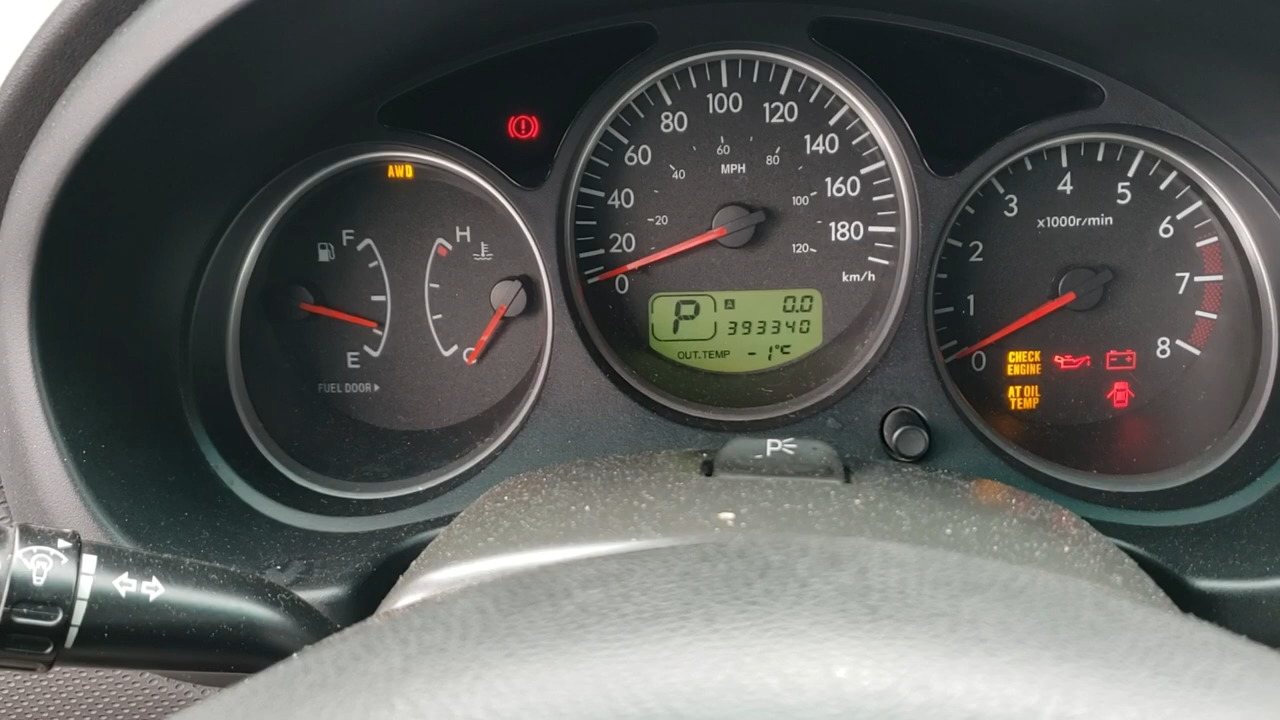 AWD
F
H
E
C
FUEL DOOR
0
20
40
60
80
100
120
140
160
180
km/h
20
40
60
80
100
120
MPH
P
A
0.0
393340
OUT.TEMP -1°C
P
0
1
2
3
4
5
6
7
8
x1000r/min
CHECK
ENGINE
AT OIL
TEMP